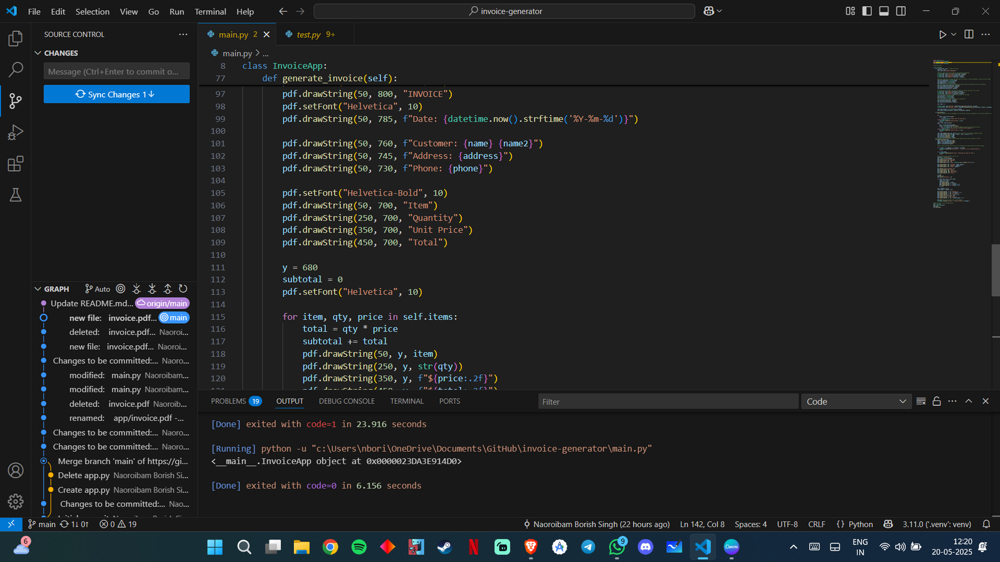 File Edit Selection View Go Run Terminal Help
invoice-generator
SOURCE CONTROL
CHANGES
Message (Ctrl+Enter to commit o...
Sync Changes 1↓
GRAPH
Auto
Update README.md... origin/main
new file: invoice.pdf... main
deleted: invoice.pdf... Naoroi...
new file: invoice.pdf... Naoroi...
Changes to be committed:... Naoro...
modified: main.py Naoroibam...
modified: main.py Naoroibam...
deleted: invoice.pdf Naoroib...
renamed: app/invoice.pdf -...
Changes to be committed:... Naoro...
Changes to be committed:... Naoro...
Merge branch 'main' of https://gi...
Delete app.py Naoroibam Borish Si...
Create app.py Naoroibam Borish Si...
Changes to be committed:... Nao...
main.py 2
test.py 9+
main.py > ...
8 class InvoiceApp:
77 def generate_invoice(self):
97 pdf.drawString(50, 800, "INVOICE")
98 pdf.setFont("Helvetica", 10)
99 pdf.drawString(50, 785, f"Date: {datetime.now().strftime('%Y-%m-%d')}")
100
101 pdf.drawString(50, 760, f"Customer: {name} {name2}")
102 pdf.drawString(50, 745, f"Address: {address}")
103 pdf.drawString(50, 730, f"Phone: {phone}")
104
105 pdf.setFont("Helvetica-Bold", 10)
106 pdf.drawString(50, 700, "Item")
107 pdf.drawString(250, 700, "Quantity")
108 pdf.drawString(350, 700, "Unit Price")
109 pdf.drawString(450, 700, "Total")
110
111 y = 680
112 subtotal = 0
113 pdf.setFont("Helvetica", 10)
114
115 for item, qty, price in self.items:
116 total = qty * price
117 subtotal += total
118 pdf.drawString(50, y, item)
119 pdf.drawString(250, y, str(qty))
120 pdf.drawString(350, y, f"${price:.2f}")
PROBLEMS 19 OUTPUT DEBUG CONSOLE TERMINAL PORTS
Filter
Code
[Done] exited with code=1 in 23.916 seconds
[Running] python -u "c:\Users\nbori\OneDrive\Documents\GitHub\invoice-generator\main.py"
<__main__.InvoiceApp object at 0x0000023DA3E914D0>
[Done] exited with code=0 in 6.156 seconds
main 1↓ 0↑ 0 19
Naoroibam Borish Singh (22 hours ago) Ln 142, Col 8 Spaces: 4 UTF-8 CRLF {} Python 3.11.0 ('.venv': venv)
6
N
9
Canva
ENG
IN
12:20
20-05-2025